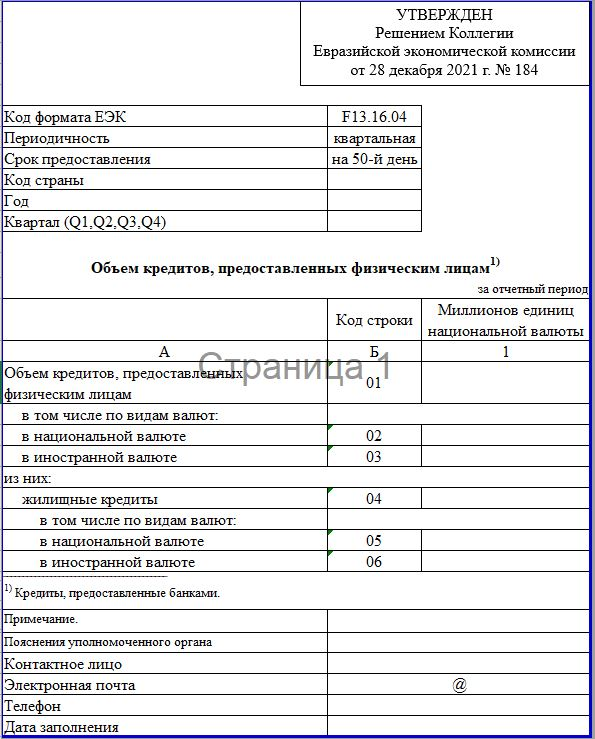 УТВЕРЖДЕН
Решением Коллегии
Евразийской экономической комиссии
от 28 декабря 2021 г. № 184
Код формата ЕЭК F13.16.04
Периодичность квартальная
Срок предоставления на 50-й день
Код страны
Год
Квартал (Q1,Q2,Q3,Q4)
Объем кредитов, предоставленных физическим лицам1)
за отчетный период
Код строки
Миллионов единиц
национальной валюты
А Б 1
Страница 1
Объем кредитов, предоставленных
физическим лицам
01
в том числе по видам валют:
в национальной валюте 02
в иностранной валюте 03
из них:
жилищные кредиты 04
в том числе по видам валют:
в национальной валюте 05
в иностранной валюте 06
1) Кредиты, предоставленные банками.
Примечание.
Пояснения уполномоченного органа
Контактное лицо
Электронная почта @
Телефон
Дата заполнения